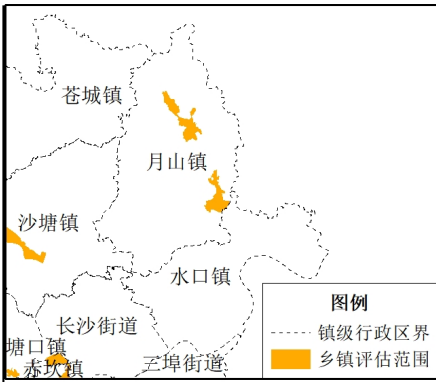 苍城镇
月山镇
沙塘镇
水口镇
长沙街道
塘口镇
赤坎镇
三埠街道
图例
镇级行政区界
乡镇评估范围